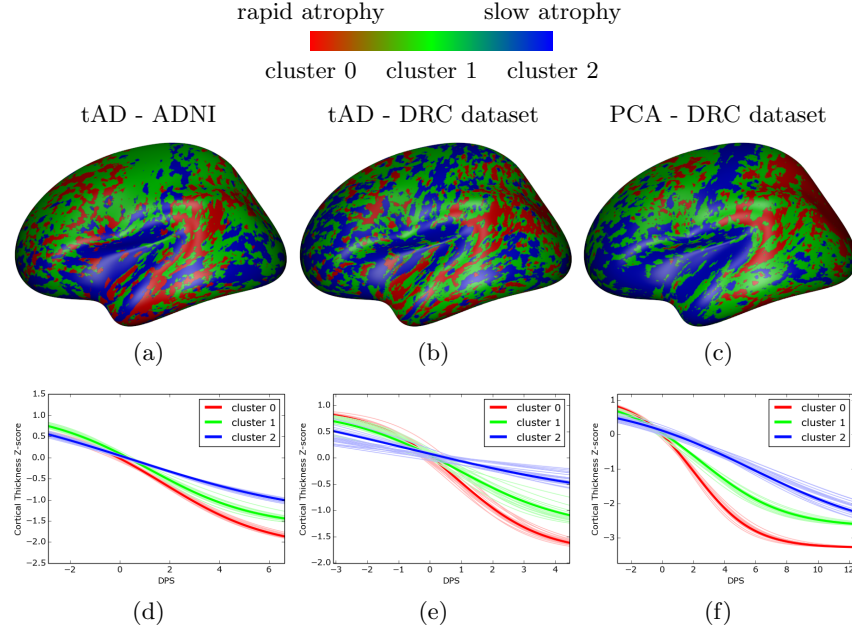 rapid atrophy slow atrophy
cluster 0 cluster 1 cluster 2
tAD - ADNI tAD - DRC dataset PCA - DRC dataset
(a) (b) (c)
1.5
1.0
0.5
0.0
−0.5
−1.0
−1.5
−2.0
−2.5
Cortical Thickness Z-score
cluster 0
cluster 1
cluster 2
−2 0 2 4 6
DPS
1.0
0.5
0.0
−0.5
−1.0
−1.5
−2.0
Cortical Thickness Z-score
cluster 0
cluster 1
cluster 2
−3 −2 −1 0 1 2 3 4
DPS
1
0
−1
−2
−3
Cortical Thickness Z-score
cluster 0
cluster 1
cluster 2
−2 0 2 4 6 8 10 12
DPS
(d) (e) (f)